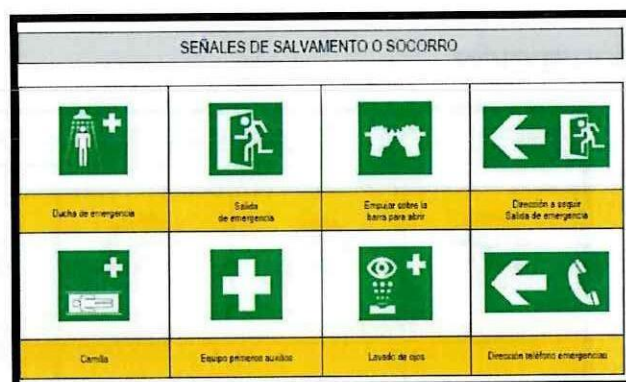 SEÑALES DE SALVAMENTO O SOCORRO
Ducha de emergencia
Salida
de emergencia
Empujar sobre la
barra para abrir
Dirección a seguir
Salida de emergencia
Camilla
Equipo primeros auxilios
Lavado de ojos
Dirección teléfono emergencias